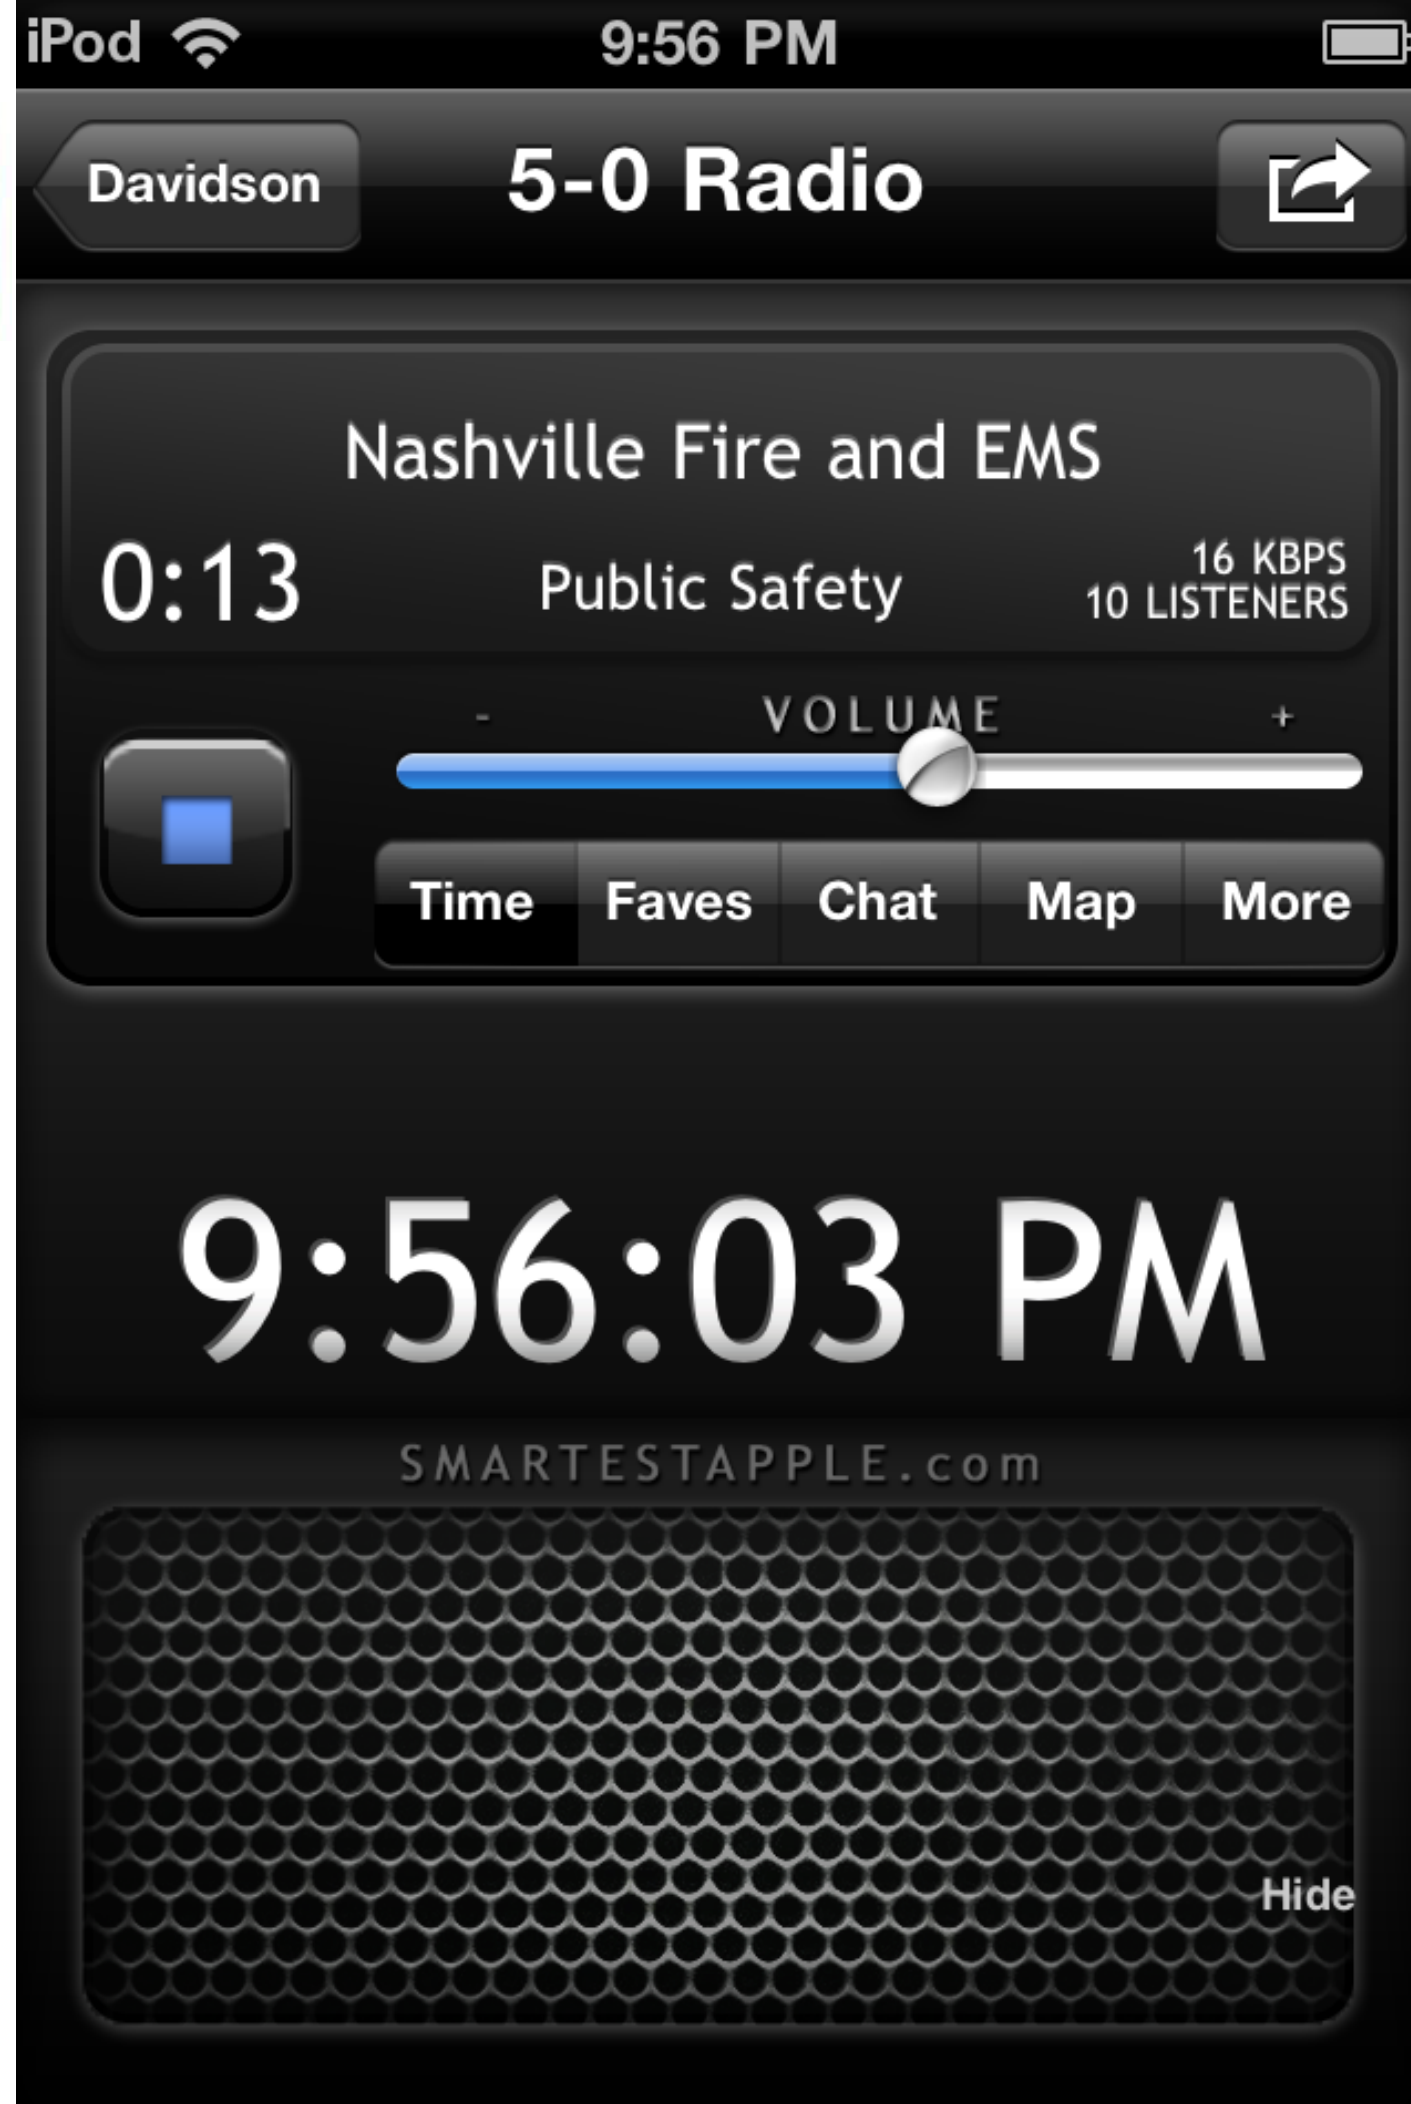 iPod 9:56 PM
Davidson 5-0 Radio
Nashville Fire and EMS
0:13 Public Safety 16 KBPS
10 LISTENERS
- VOLUME +
Time Faves Chat Map More
9:56:03 PM
SMARTESTAPPLE.com
Hide